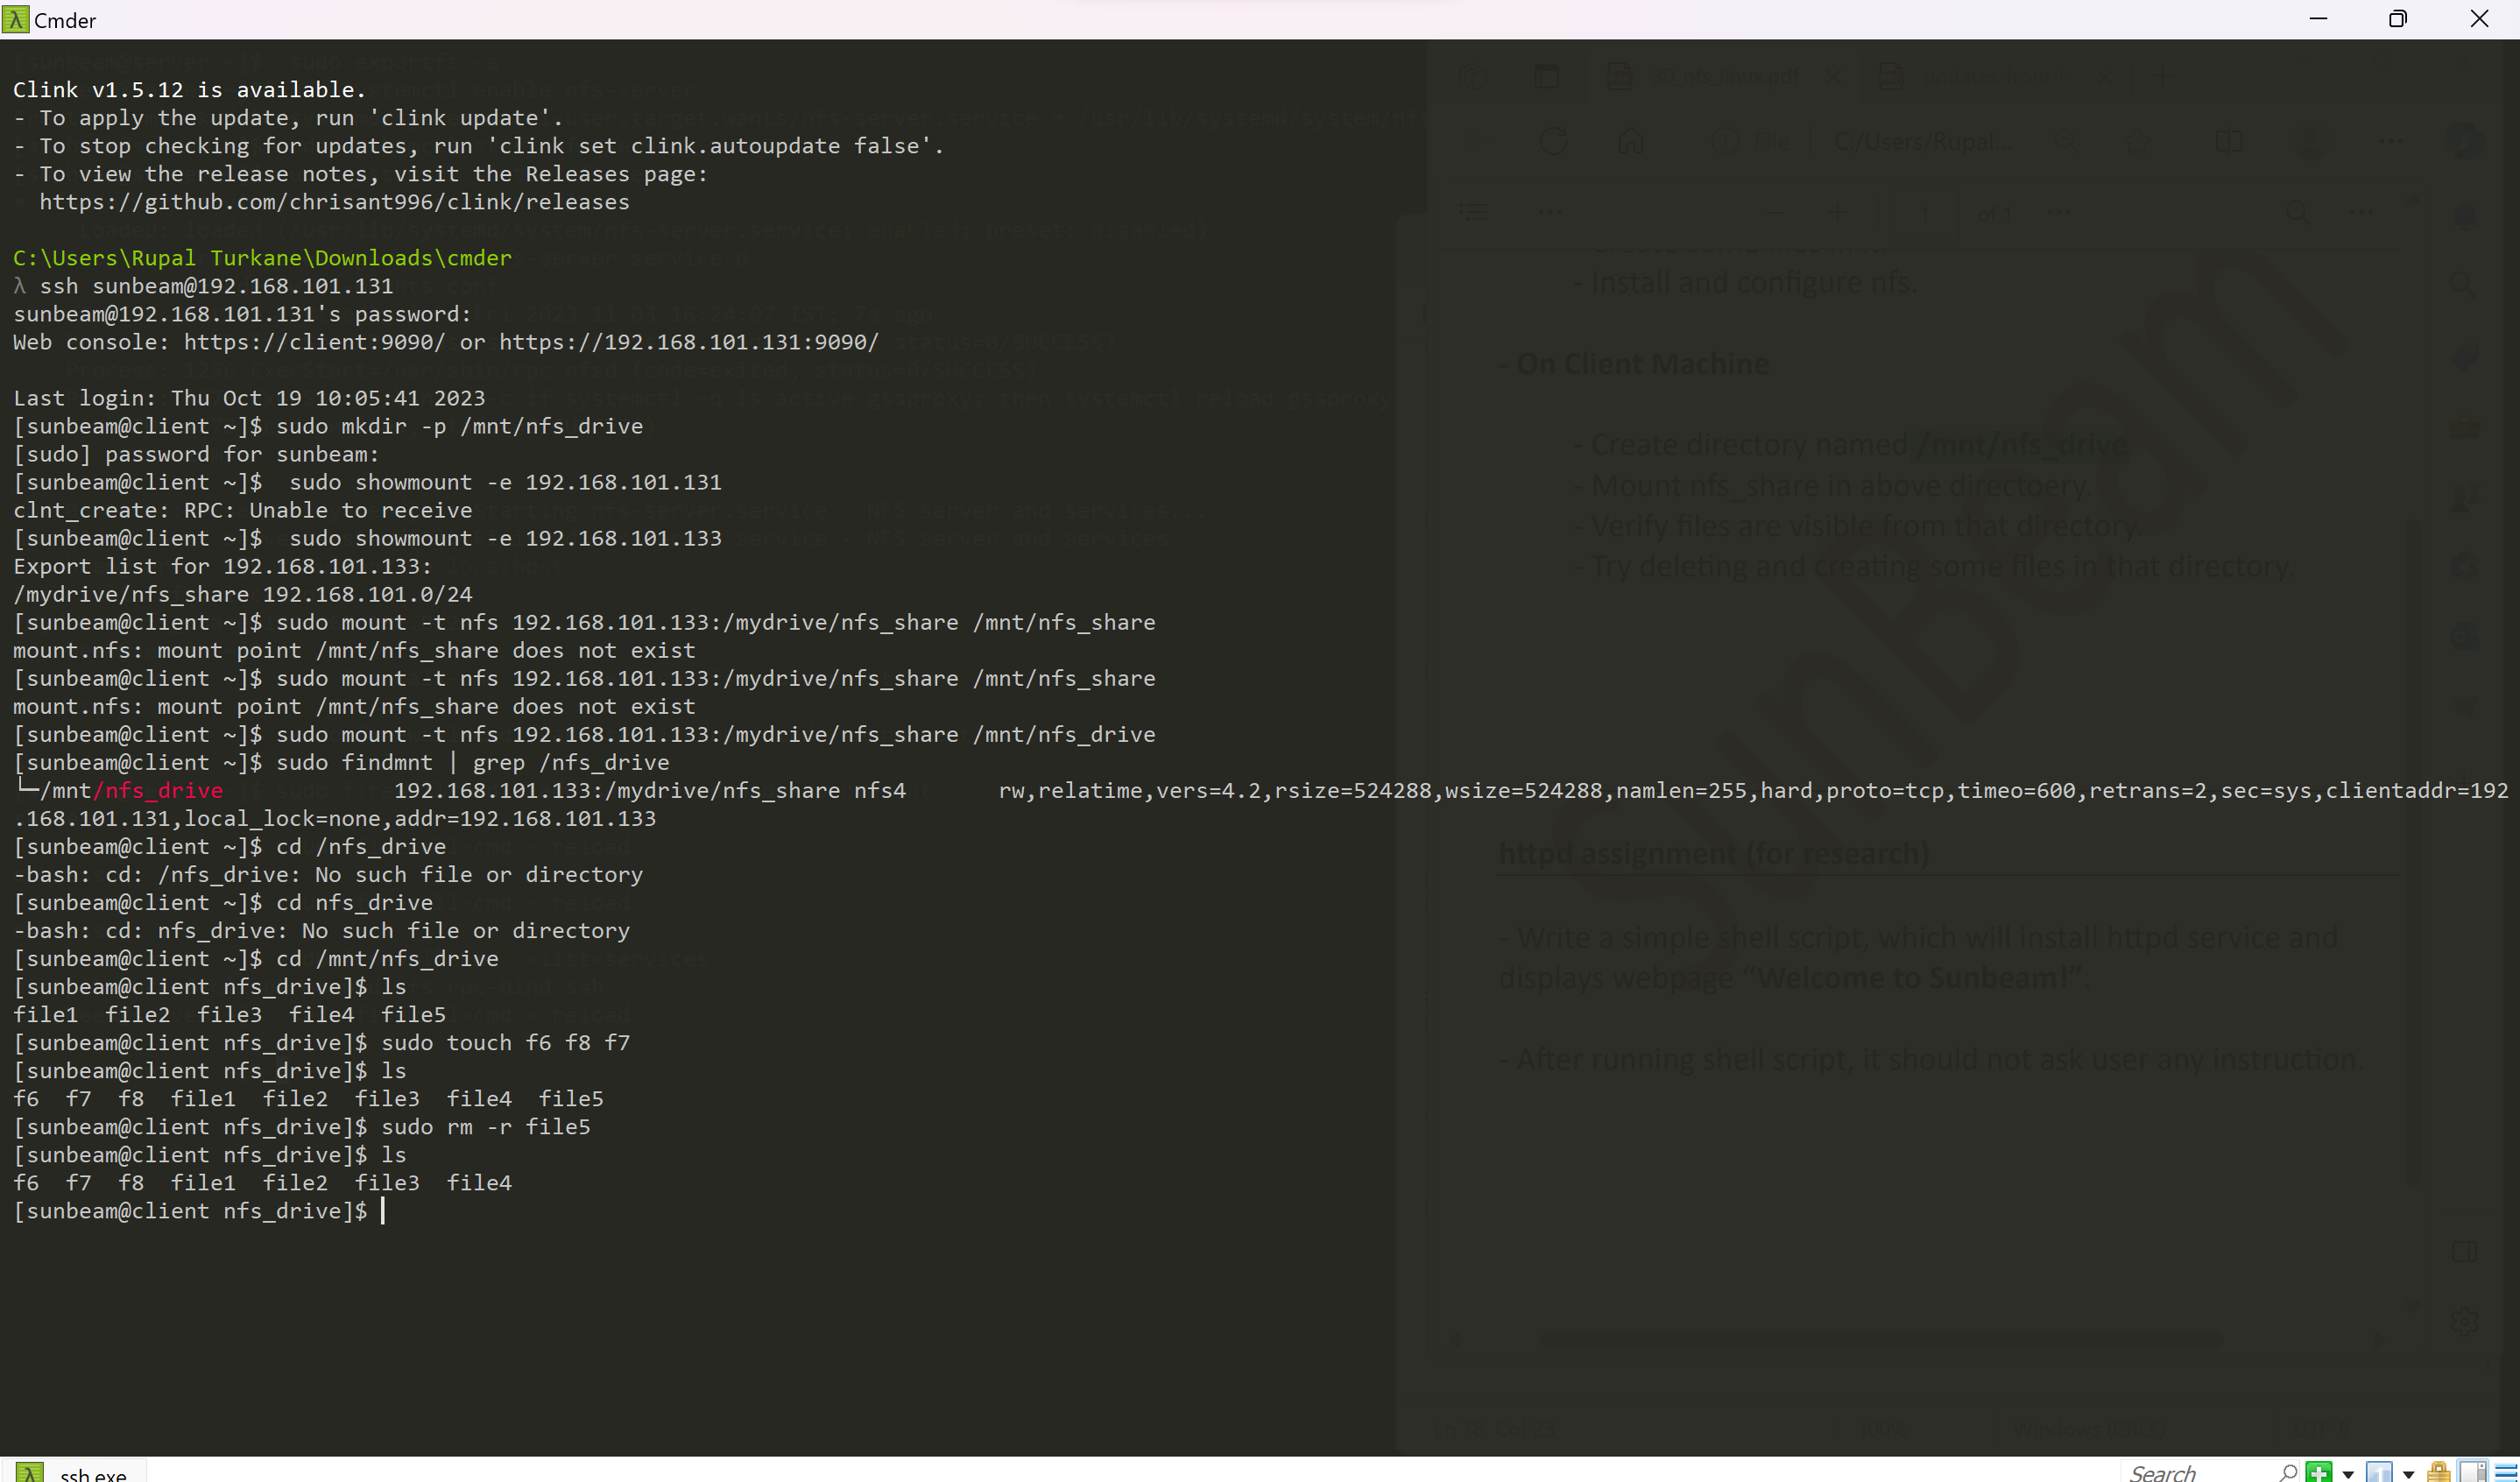 Cmder
Clink v1.5.12 is available.
- To apply the update, run 'clink update'.
- To stop checking for updates, run 'clink set clink.autoupdate false'.
- To view the release notes, visit the Releases page:
  https://github.com/chrisant996/clink/releases
C:\Users\Rupal Turkane\Downloads\cmder
λ ssh sunbeam@192.168.101.131
sunbeam@192.168.101.131's password:
Web console: https://client:9090/ or https://192.168.101.131:9090/
Last login: Thu Oct 19 10:05:41 2023
[sunbeam@client ~]$ sudo mkdir -p /mnt/nfs_drive
[sudo] password for sunbeam:
[sunbeam@client ~]$  sudo showmount -e 192.168.101.131
clnt_create: RPC: Unable to receive
[sunbeam@client ~]$  sudo showmount -e 192.168.101.133
Export list for 192.168.101.133:
/mydrive/nfs_share 192.168.101.0/24
[sunbeam@client ~]$ sudo mount -t nfs 192.168.101.133:/mydrive/nfs_share /mnt/nfs_share
mount.nfs: mount point /mnt/nfs_share does not exist
[sunbeam@client ~]$ sudo mount -t nfs 192.168.101.133:/mydrive/nfs_share /mnt/nfs_share
mount.nfs: mount point /mnt/nfs_share does not exist
[sunbeam@client ~]$ sudo mount -t nfs 192.168.101.133:/mydrive/nfs_share /mnt/nfs_drive
[sunbeam@client ~]$ sudo findmnt | grep /nfs_drive
└─/mnt/nfs_drive             192.168.101.133:/mydrive/nfs_share nfs4       rw,relatime,vers=4.2,rsize=524288,wsize=524288,namlen=255,hard,proto=tcp,timeo=600,retrans=2,sec=sys,clientaddr=192
.168.101.131,local_lock=none,addr=192.168.101.133
[sunbeam@client ~]$ cd /nfs_drive
-bash: cd: /nfs_drive: No such file or directory
[sunbeam@client ~]$ cd nfs_drive
-bash: cd: nfs_drive: No such file or directory
[sunbeam@client ~]$ cd /mnt/nfs_drive
[sunbeam@client nfs_drive]$ ls
file1  file2  file3  file4  file5
[sunbeam@client nfs_drive]$ sudo touch f6 f8 f7
[sunbeam@client nfs_drive]$ ls
f6  f7  f8  file1  file2  file3  file4  file5
[sunbeam@client nfs_drive]$ sudo rm -r file5
[sunbeam@client nfs_drive]$ ls
f6  f7  f8  file1  file2  file3  file4
[sunbeam@client nfs_drive]$
30_nfs_linux.pdf
File
C:/Users/Rupal...
1 of 1
- Install and configure nfs.
- On Client Machine
- Create directory named /mnt/nfs_drive
- Mount nfs_share in above directoery.
- Verify files are visible from that directory.
- Try deleting and creating some files in that directory.
httpd assignment (for research)
- Write a simple shell script, which will install httpd service and
displays webpage “Welcome to Sunbeam!”.
- After running shell script, it should not ask user any instruction.
SunBeam
ssh.exe
Search